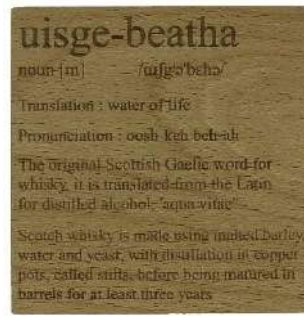 uisge-beatha
noun [m] /ɯʃgʲə'bɛhə/
Translation : water of life
Pronunciation : oosh-keh beh-ah
The original Scottish Gaelic word for
whisky, it is translated from the Latin
for distilled alcohol- 'aqua vitae'
Scotch whisky is made using malted barley,
water and yeast, with distillation in copper
pots, called stills, before being matured in
barrels for at least three years